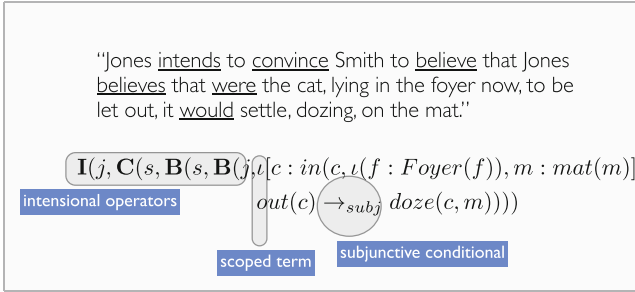 “Jones intends to convince Smith to believe that Jones
believes that were the cat, lying in the foyer now, to be
let out, it would settle, dozing, on the mat.”
I(j, C(s, B(s, B(j,ι[c : in(c, ι(f : Foyer(f)), m : mat(m)]
out(c) →subj doze(c, m))))
intensional operators
subjunctive conditional
scoped term